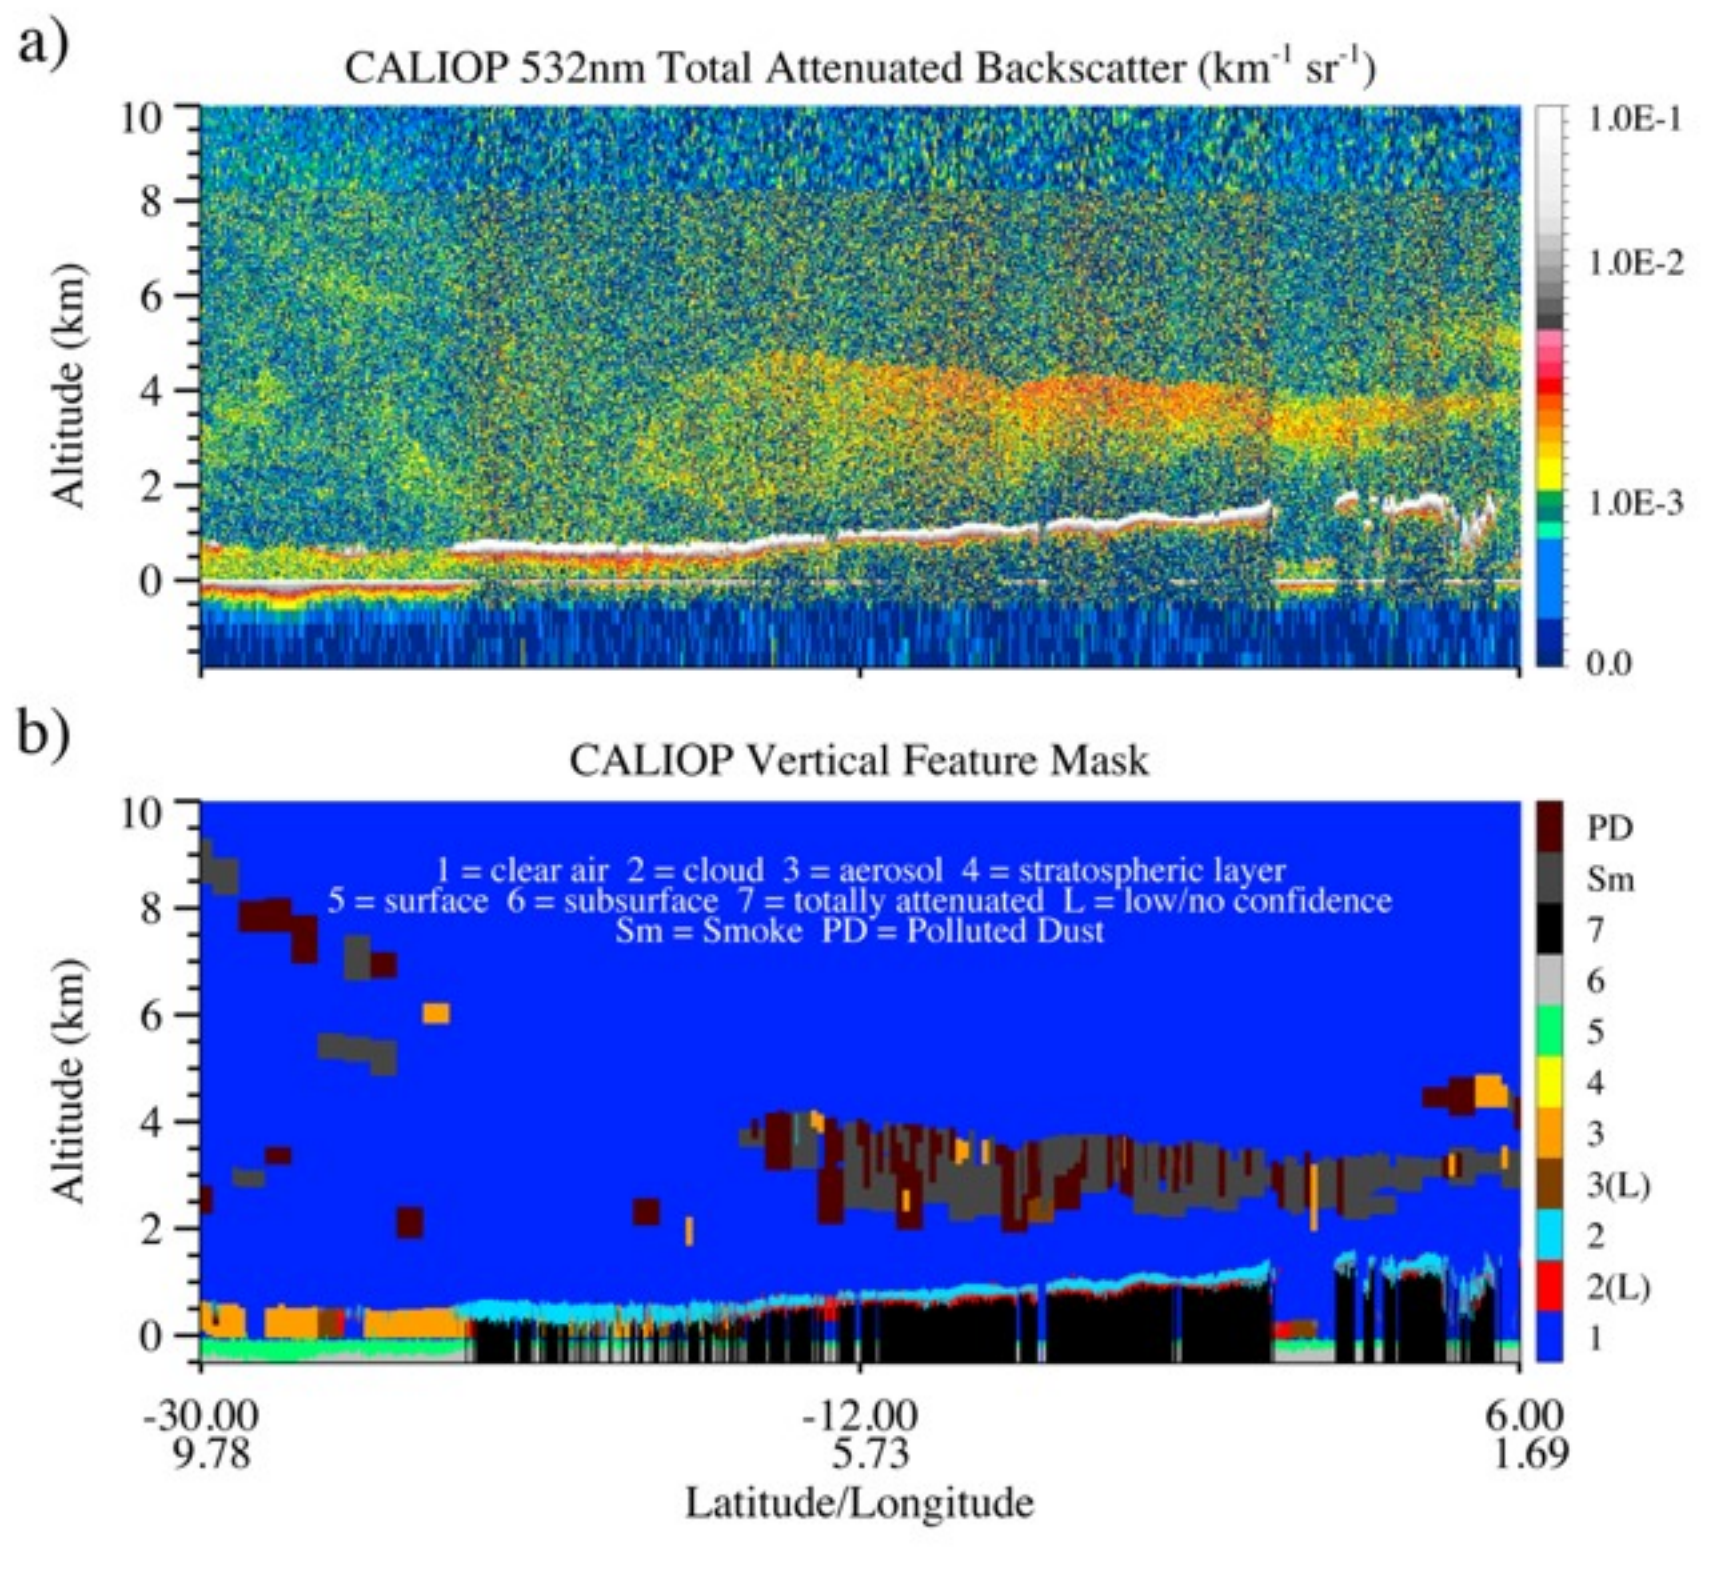 a)
CALIOP 532nm Total Attenuated Backscatter (km-1 sr-1)
10
8
6
4
2
0
Altitude (km)
1.0E-1
1.0E-2
1.0E-3
0.0
b)
CALIOP Vertical Feature Mask
10
8
6
4
2
0
Altitude (km)
1 = clear air 2 = cloud 3 = aerosol 4 = stratospheric layer
5 = surface 6 = subsurface 7 = totally attenuated L = low/no confidence
Sm = Smoke PD = Polluted Dust
PD
Sm
7
6
5
4
3
3(L)
2
2(L)
1
-30.00 -12.00 6.00
9.78 5.73 1.69
Latitude/Longitude